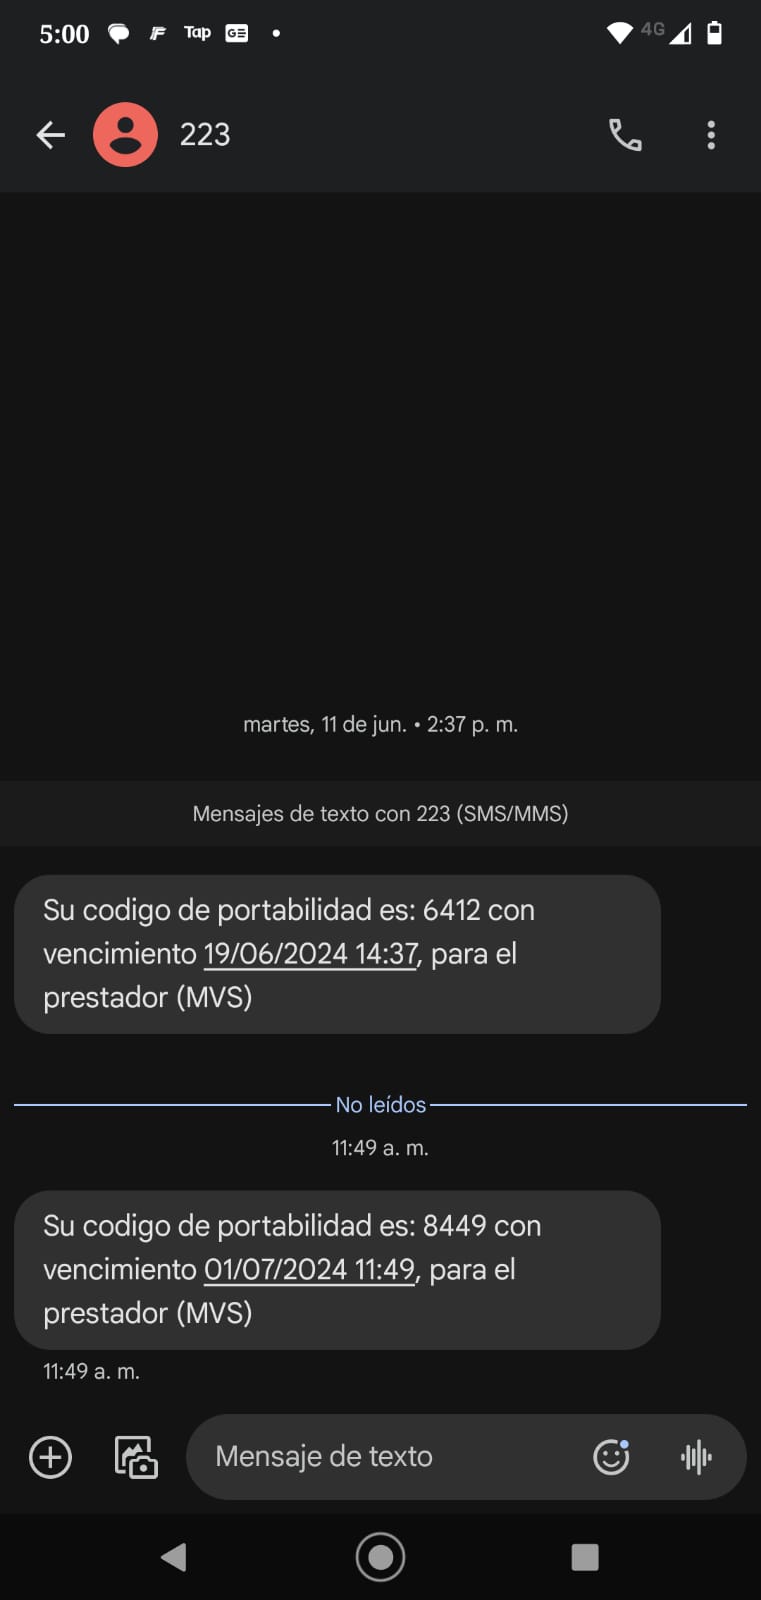 5:00 Tap GE 4G
223
martes, 11 de jun. • 2:37 p. m.
Mensajes de texto con 223 (SMS/MMS)
Su codigo de portabilidad es: 6412 con
vencimiento 19/06/2024 14:37, para el
prestador (MVS)
No leídos
11:49 a. m.
Su codigo de portabilidad es: 8449 con
vencimiento 01/07/2024 11:49, para el
prestador (MVS)
11:49 a. m.
Mensaje de texto